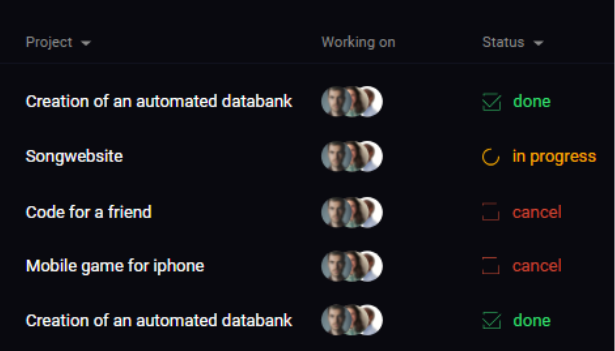 Project Working on Status
Creation of an automated databank done
Songwebsite in progress
Code for a friend cancel
Mobile game for iphone cancel
Creation of an automated databank done